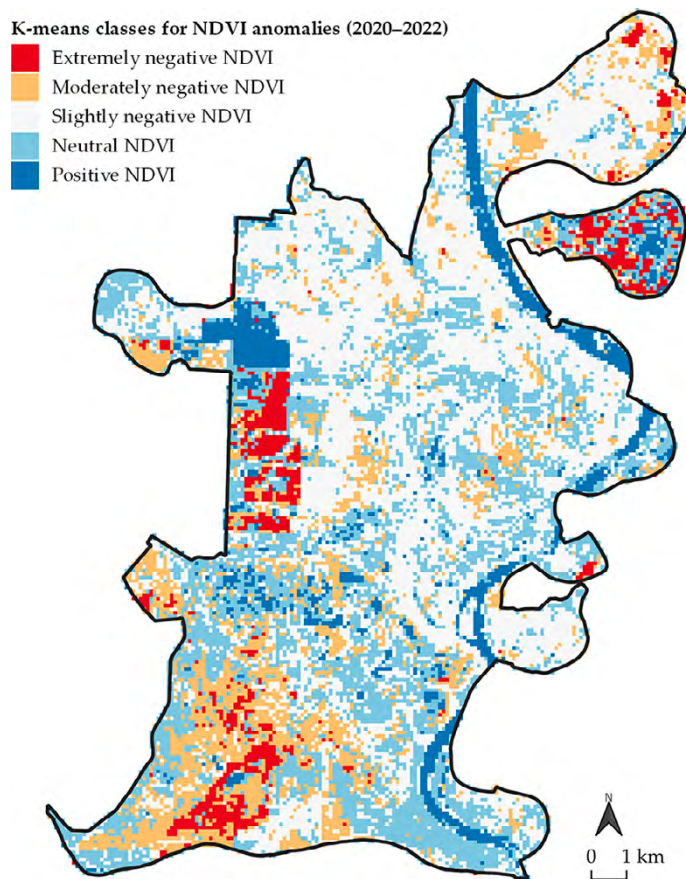 K-means classes for NDVI anomalies (2020–2022)
Extremely negative NDVI
Moderately negative NDVI
Slightly negative NDVI
Neutral NDVI
Positive NDVI
N
0 1 km